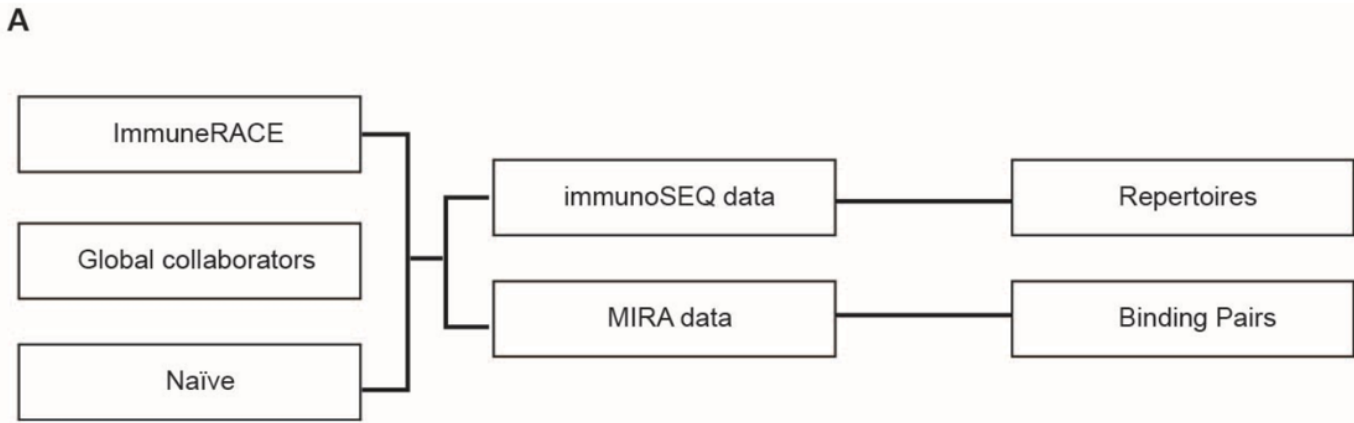 A
ImmuneRACE
Global collaborators
Naïve
immunoSEQ data
MIRA data
Repertoires
Binding Pairs